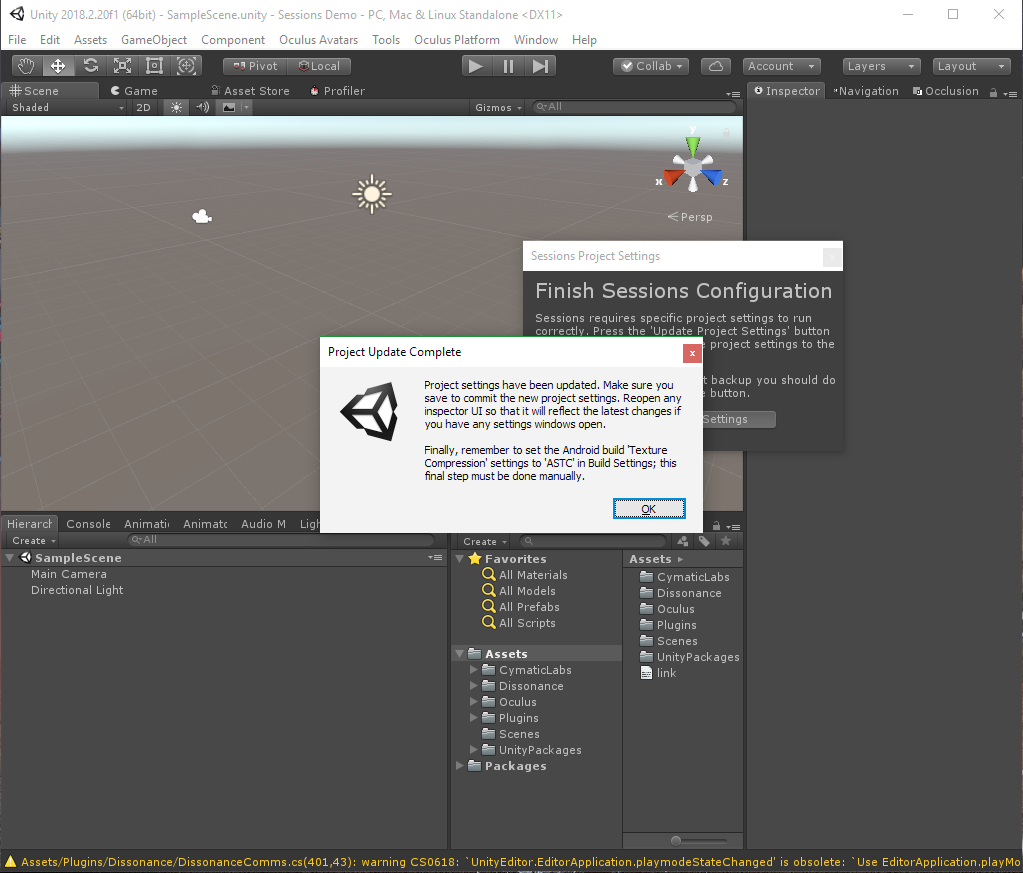 Unity 2018.2.20f1 (64bit) - SampleScene.unity - Sessions Demo - PC, Mac & Linux Standalone <DX11>
File Edit Assets GameObject Component Oculus Avatars Tools Oculus Platform Window Help
Pivot Local Collab Account Layers Layout
Scene Game Asset Store Profiler
Shaded 2D Gizmos All
Inspector Navigation Occlusion
y
x z
Persp
Sessions Project Settings
Finish Sessions Configuration
Sessions requires specific project settings to run
correctly. Press the 'Update Project Settings' button
project settings to the
backup you should do
button.
Settings
Project Update Complete
x
Project settings have been updated. Make sure you
save to commit the new project settings. Reopen any
inspector UI so that it will reflect the latest changes if
you have any settings windows open.
Finally, remember to set the Android build 'Texture
Compression' settings to 'ASTC' in Build Settings; this
final step must be done manually.
OK
Hierarch Console Animati Animato Audio M Ligh
Create All
SampleScene
Main Camera
Directional Light
Create
Favorites
All Materials
All Models
All Prefabs
All Scripts
Assets
CymaticLabs
Dissonance
Oculus
Plugins
Scenes
UnityPackages
Packages
Assets
CymaticLabs
Dissonance
Oculus
Plugins
Scenes
UnityPackages
link
Assets/Plugins/Dissonance/DissonanceComms.cs(401,43): warning CS0618: `UnityEditor.EditorApplication.playmodeStateChanged' is obsolete: `Use EditorApplication.playMo